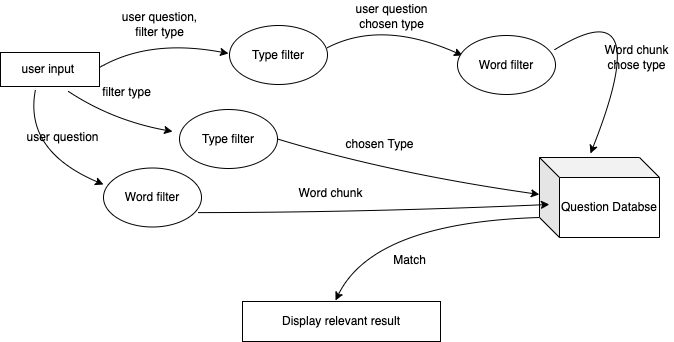 user question,
filter type
user question
chosen type
Type filter
Word filter
Word chunk
chose type
user input
filter type
user question
Type filter
chosen Type
Word filter
Word chunk
Question Databse
Match
Display relevant result